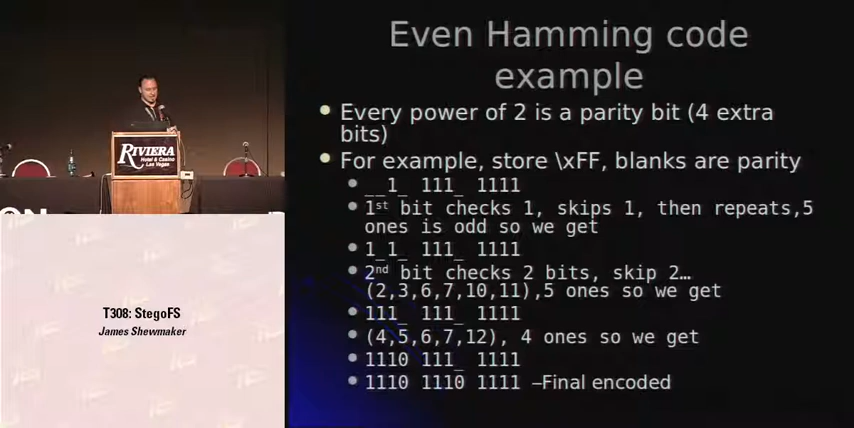 Even Hamming code
example
Every power of 2 is a parity bit (4 extra
bits)
For example, store \xFF, blanks are parity
__1_ 111_ 1111
1st bit checks 1, skips 1, then repeats,5
ones is odd so we get
1_1_ 111_ 1111
2nd bit checks 2 bits, skip 2…
(2,3,6,7,10,11),5 ones so we get
111_ 111_ 1111
(4,5,6,7,12), 4 ones so we get
1110 111_ 1111
1110 1110 1111 –Final encoded
RIVIERA
Hotel & Casino
Las Vegas
ON
T308: StegoFS
James Shewmaker